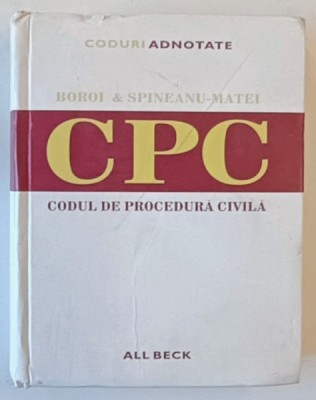 CODURI ADNOTATE
BOROI & SPINEANU-MATEI
CPC
CODUL DE PROCEDURĂ CIVILĂ
ALL BECK